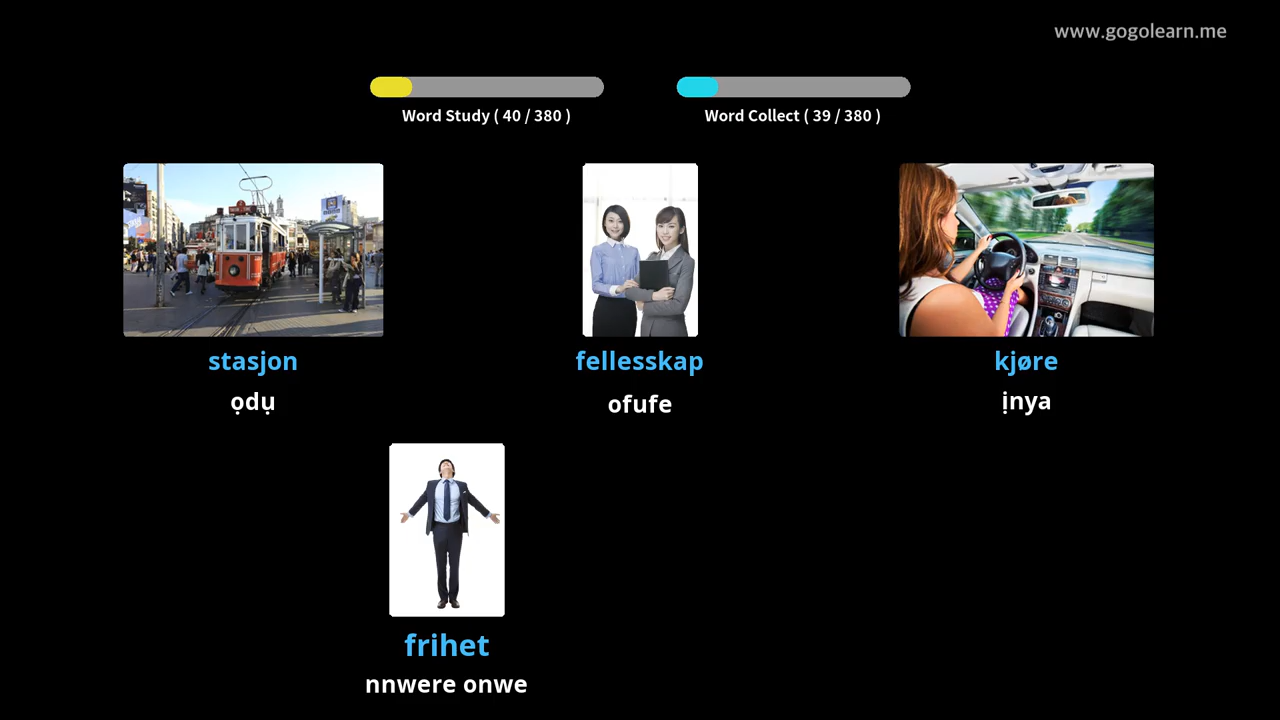 www.gogolearn.me
Word Study ( 40 / 380 )
Word Collect ( 39 / 380 )
stasjon
fellesskap
kjøre
ọdụ
ofufe
ịnya
frihet
nnwere onwe